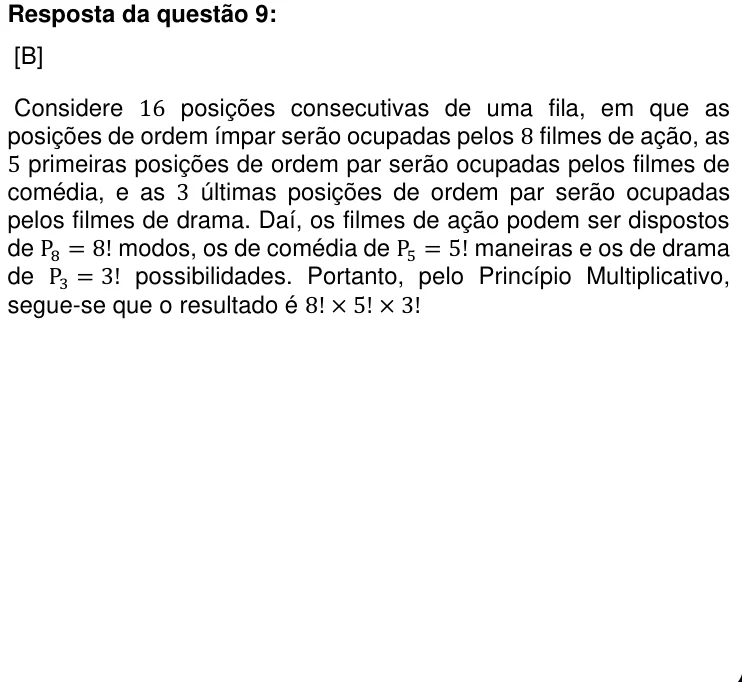 Resposta da questão 9:
[B]
Considere 16 posições consecutivas de uma fila, em que as
posições de ordem ímpar serão ocupadas pelos 8 filmes de ação, as
5 primeiras posições de ordem par serão ocupadas pelos filmes de
comédia, e as 3 últimas posições de ordem par serão ocupadas
pelos filmes de drama. Daí, os filmes de ação podem ser dispostos
de P₈ = 8! modos, os de comédia de P₅ = 5! maneiras e os de drama
de P₃ = 3! possibilidades. Portanto, pelo Princípio Multiplicativo,
segue-se que o resultado é 8! × 5! × 3!